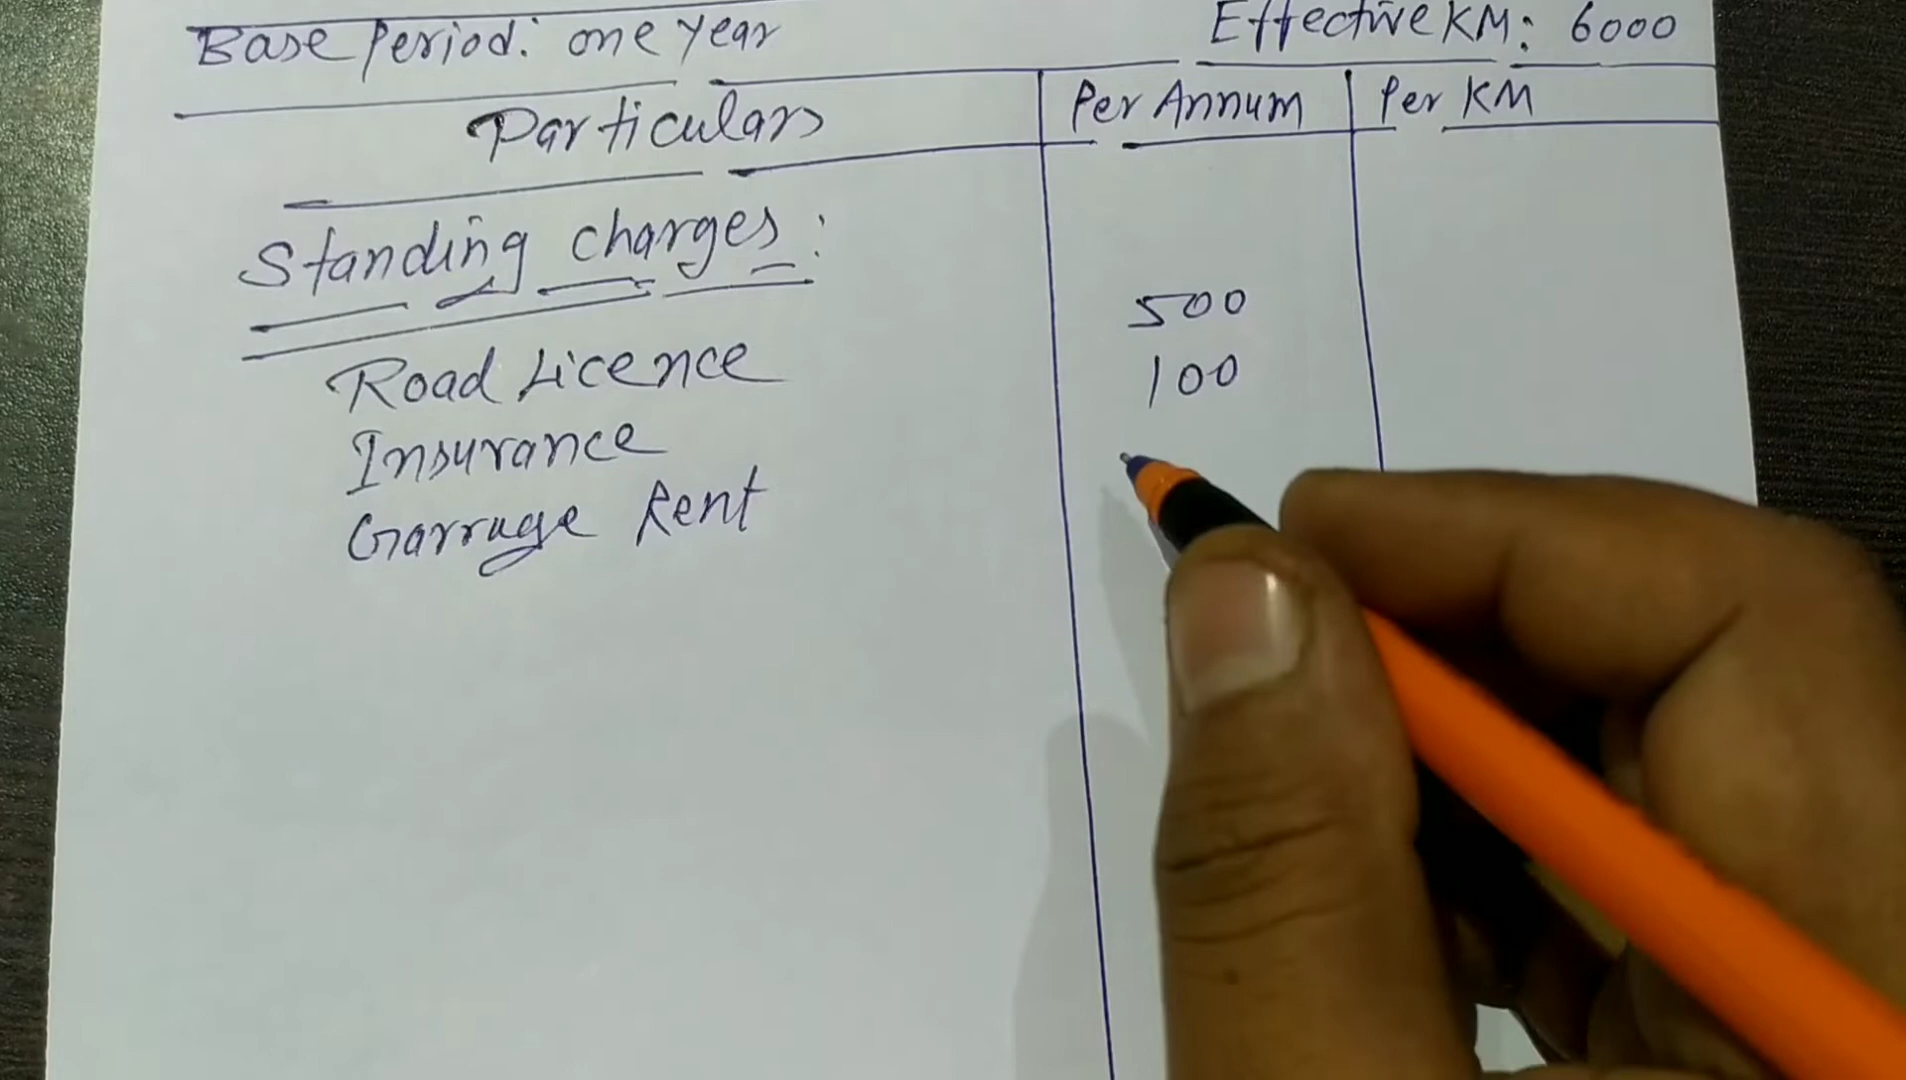 Base Period: one year Effective KM: 6000
Particulars Per Annum Per KM
Standing charges:
Road Licence 500
Insurance 100
Garrage Rent